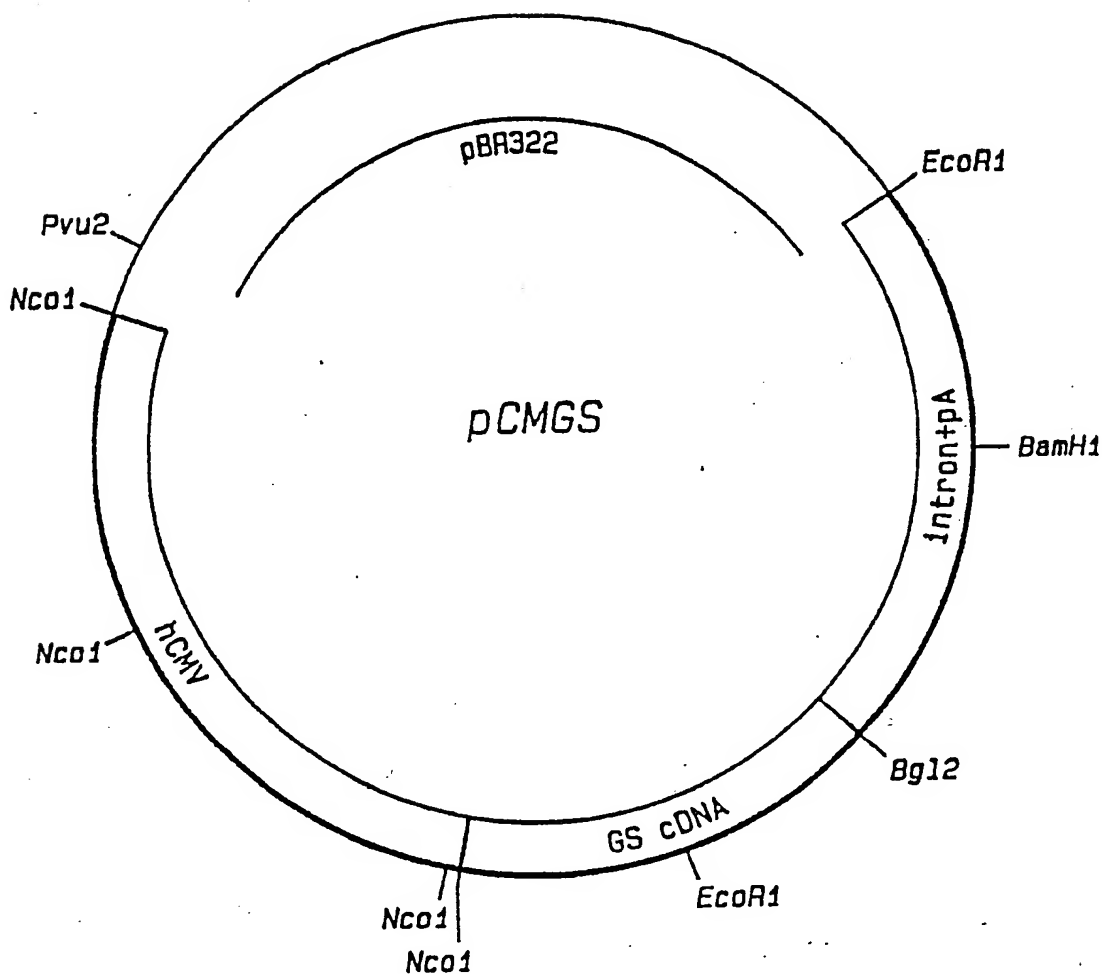 pBR322
EcoR1
Pvu2
Nco1
pCMGS
intron+pA
BamH1
Nco1
hCMV
Bgl2
GS cDNA
EcoR1
Nco1
Nco1